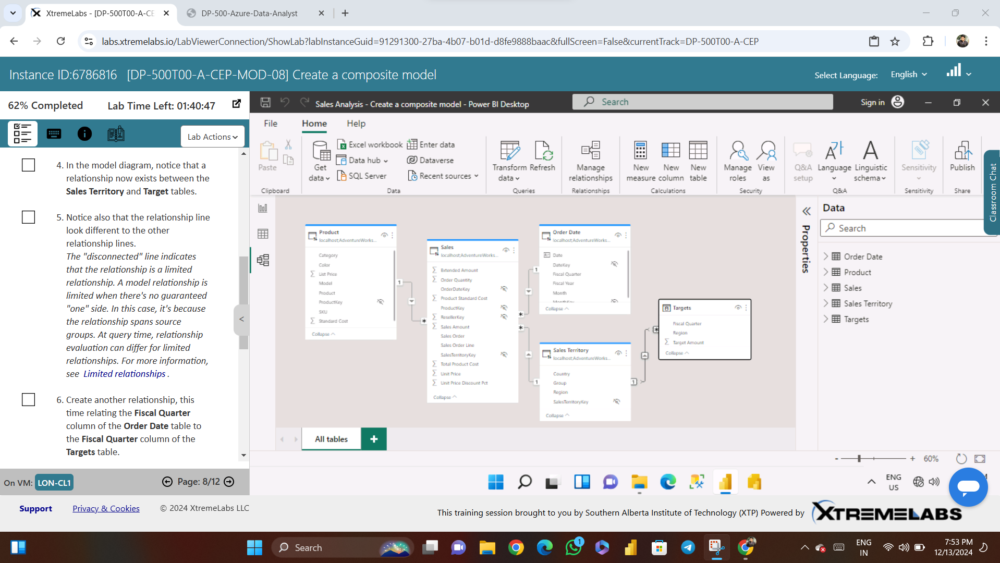 XtremeLabs - [DP-500T00-A-CE
DP-500-Azure-Data-Analyst
labs.xtremelabs.io/LabViewerConnection/ShowLab?labInstanceGuid=91291300-27ba-4b07-b01d-d8fe9888baac&fullScreen=False&currentTrack=DP-500T00-A-CEP
Instance ID:6786816 [DP-500T00-A-CEP-MOD-08] Create a composite model
Select Language: English
62% Completed
Lab Time Left: 01:40:47
Lab Actions
4. In the model diagram, notice that a
relationship now exists between the
Sales Territory and Target tables.
5. Notice also that the relationship line
look different to the other
relationship lines.
The "disconnected" line indicates
that the relationship is a limited
relationship. A model relationship is
limited when there's no guaranteed
"one" side. In this case, it's because
the relationship spans source
groups. At query time, relationship
evaluation can differ for limited
relationships. For more information,
see Limited relationships .
6. Create another relationship, this
time relating the Fiscal Quarter
column of the Order Date table to
the Fiscal Quarter column of the
Targets table.
On VM: LON-CL1
Page: 8/12
Sales Analysis - Create a composite model - Power BI Desktop
Search
Sign in
File
Home
Help
Paste
Clipboard
Get
data
Excel workbook
Data hub
SQL Server
Enter data
Dataverse
Recent sources
Data
Transform
data
Refresh
Queries
Manage
relationships
Relationships
New
measure
New
column
New
table
Calculations
Manage
roles
View
as
Security
Q&A
setup
Language
Linguistic
schema
Q&A
Sensitivity
Sensitivity
Publish
Share
Classroom Chat
Product
localhost;AdventureWorks...
Category
Color
List Price
Model
Product
ProductKey
SKU
Standard Cost
Collapse
1
*
Sales
localhost;AdventureWorks...
Extended Amount
Order Quantity
OrderDateKey
Product Standard Cost
ProductKey
ResellerKey
Sales Amount
Sales Order
Sales Order Line
SalesTerritoryKey
Total Product Cost
Unit Price
Unit Price Discount Pct
Collapse
1
*
*
1
Order Date
localhost;AdventureWorks...
Date
DateKey
Fiscal Quarter
Fiscal Year
Month
MonthKey
Collapse
Sales Territory
localhost;AdventureWorks...
Country
Group
Region
SalesTerritoryKey
Collapse
1
*
Targets
Fiscal Quarter
Region
Target Amount
Collapse
Properties
Data
Search
Order Date
Product
Sales
Sales Territory
Targets
All tables
60%
ENG
US
Support
Privacy & Cookies
© 2024 XtremeLabs LLC
This training session brought to you by Southern Alberta Institute of Technology (XTP) Powered by
XTREMELABS
Search
1
ENG
IN
7:53 PM
12/13/2024